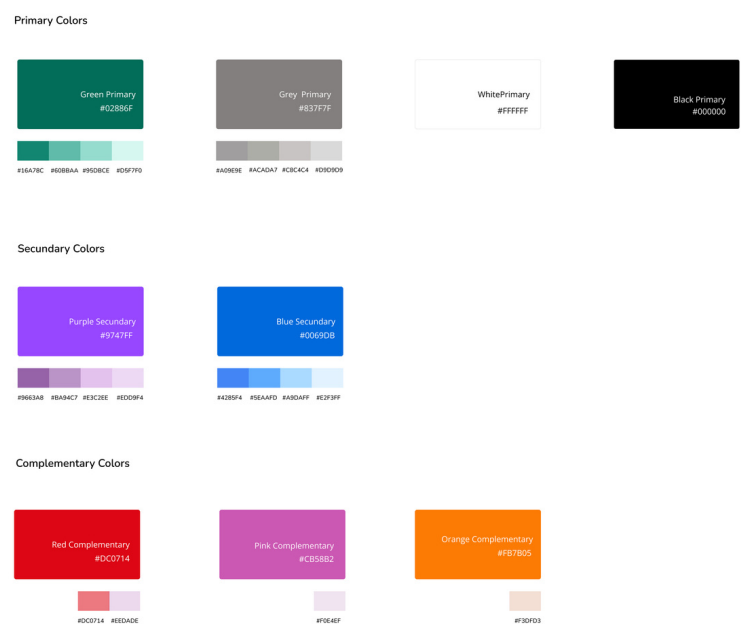 Primary Colors
Green Primary
#02886F
Grey Primary
#837F7F
WhitePrimary
#FFFFFF
Black Primary
#000000
#16A78C #60BBAA #95DBCE #D5F7F0
#A09E9E #ACADA7 #C8C4C4 #D9D9D9
Secundary Colors
Purple Secundary
#9747FF
Blue Secundary
#0069DB
#9663A8 #BA94C7 #E3C2EE #EDD9F4
#4285F4 #5EAAFD #A9DAFF #E2F3FF
Complementary Colors
Red Complementary
#DC0714
Pink Complementary
#CB58B2
Orange Complementary
#FB7B05
#DC0714 #EEDADE
#F0E4EF
#F3DFD3